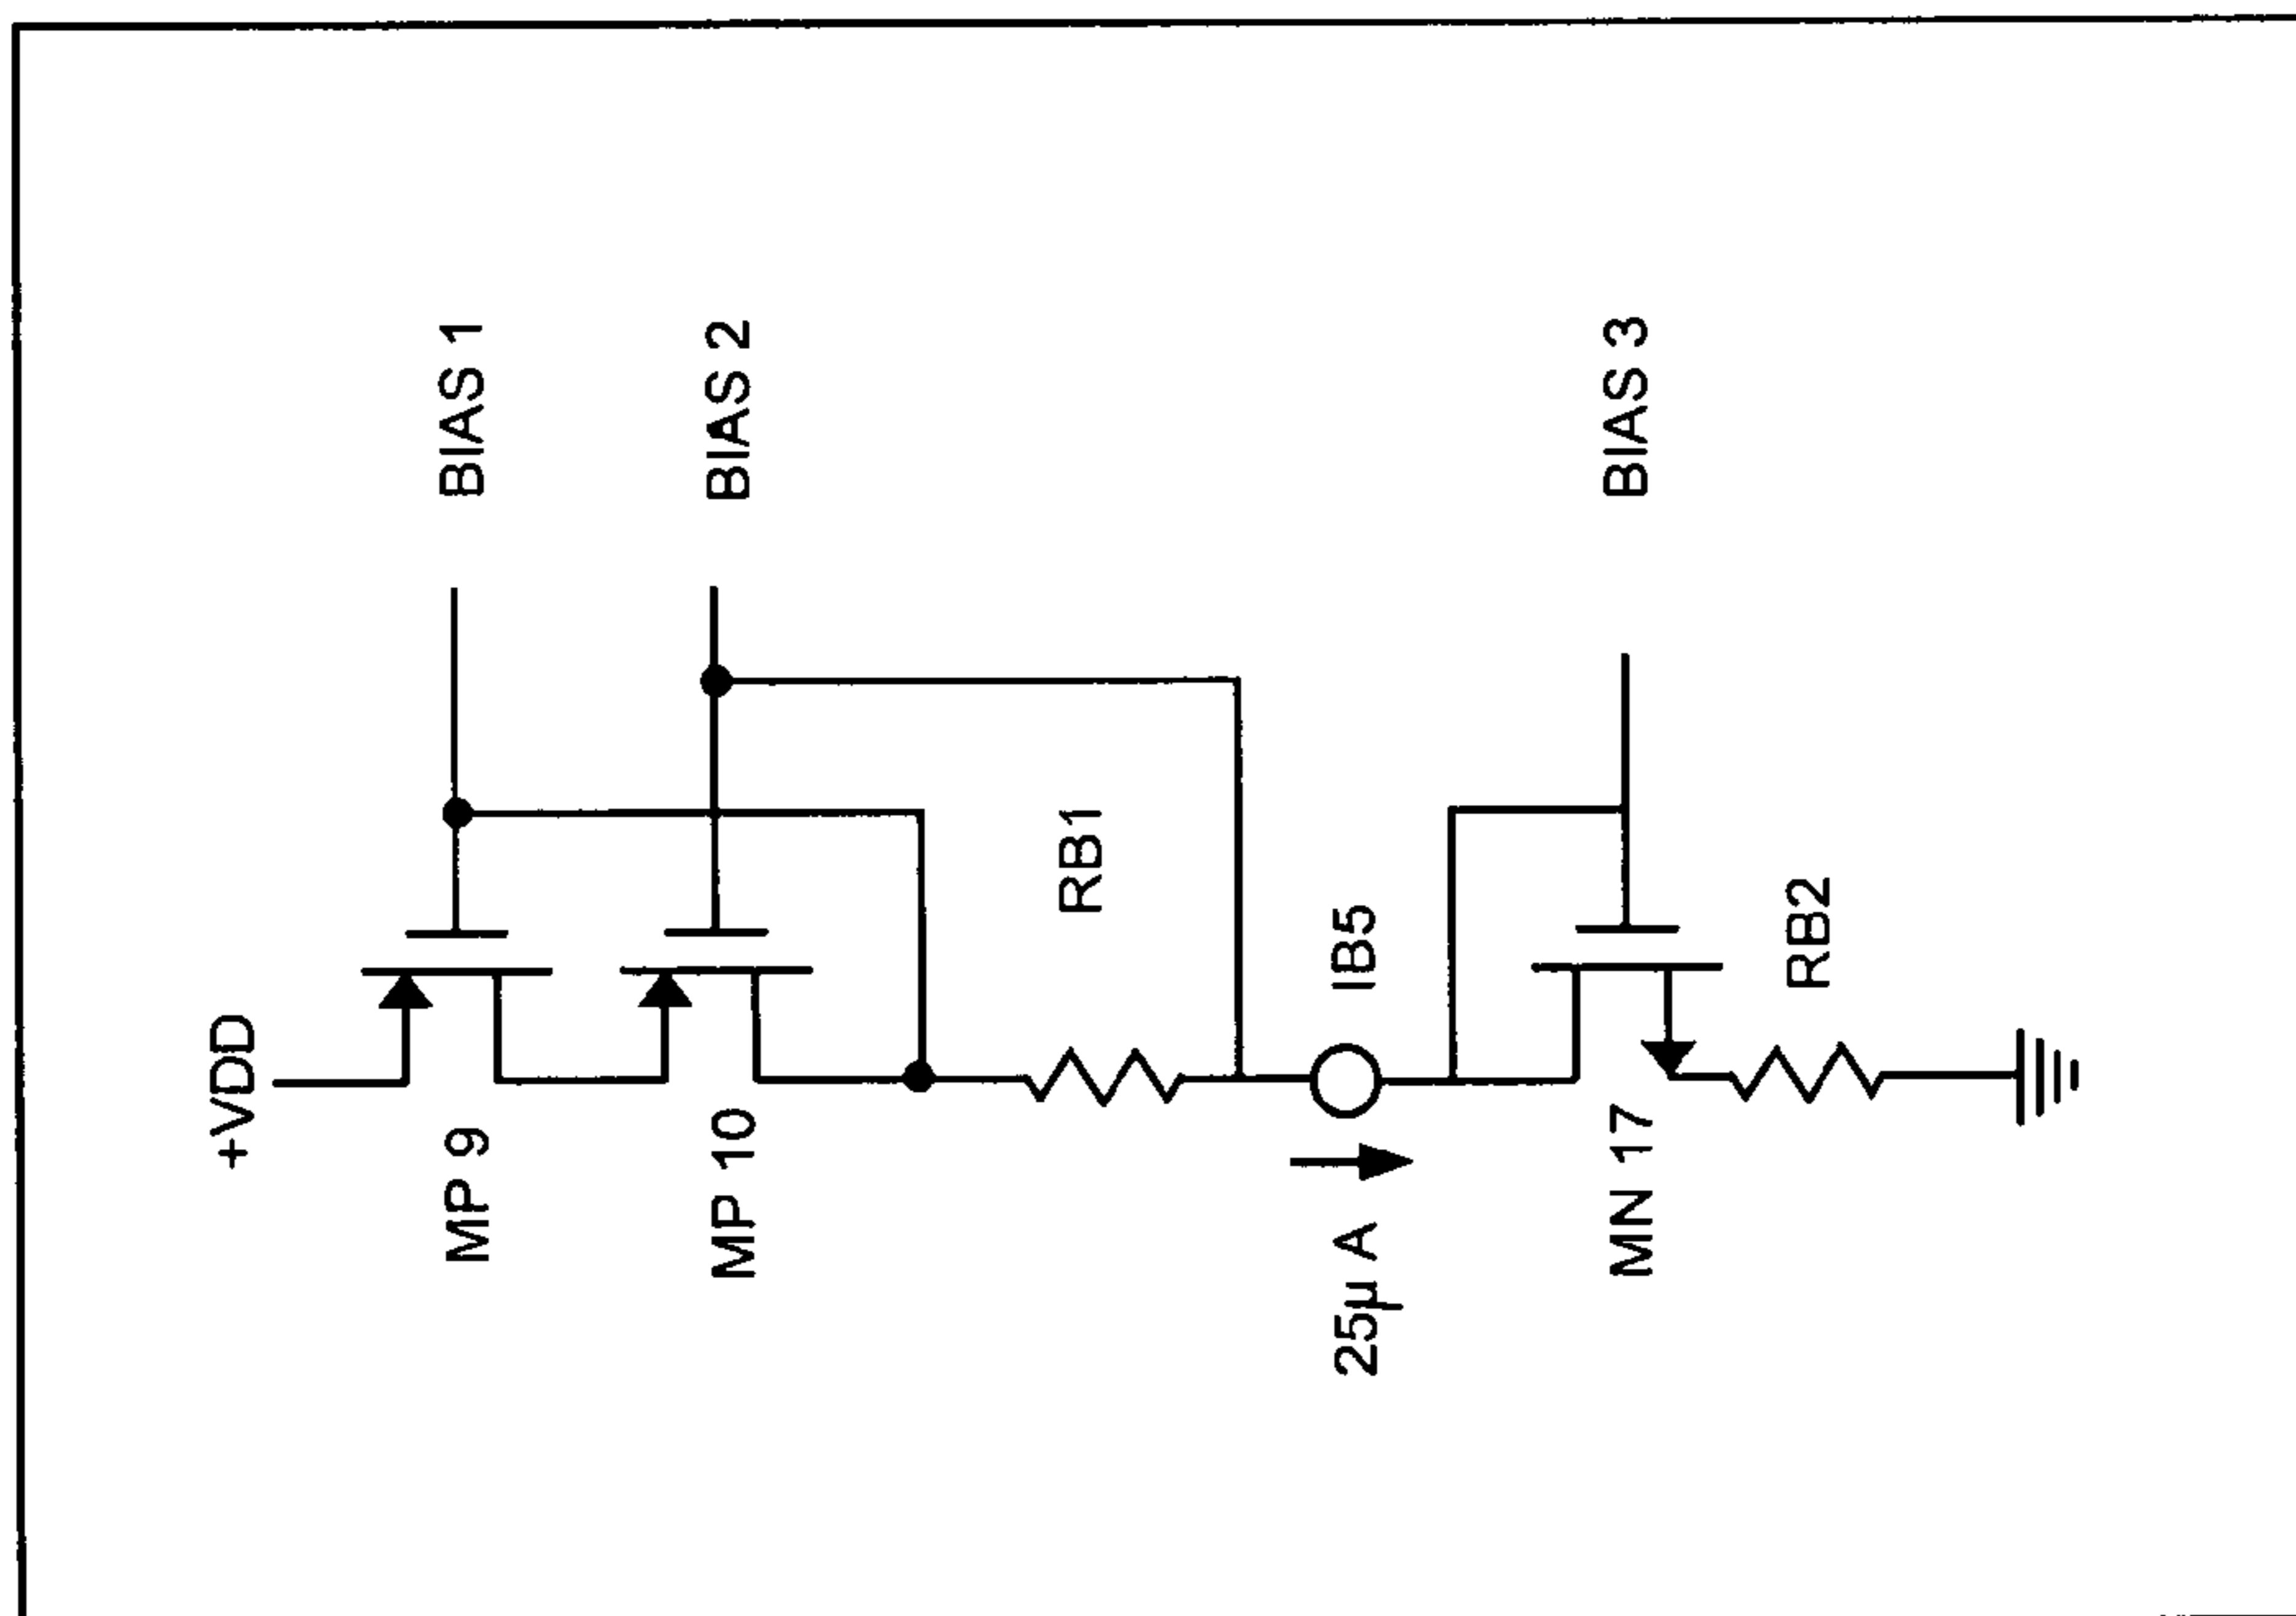 +VDD
MP 9
BIAS 1
MP 10
BIAS 2
RB1
25µ A
IB5
MN 17
BIAS 3
RB2